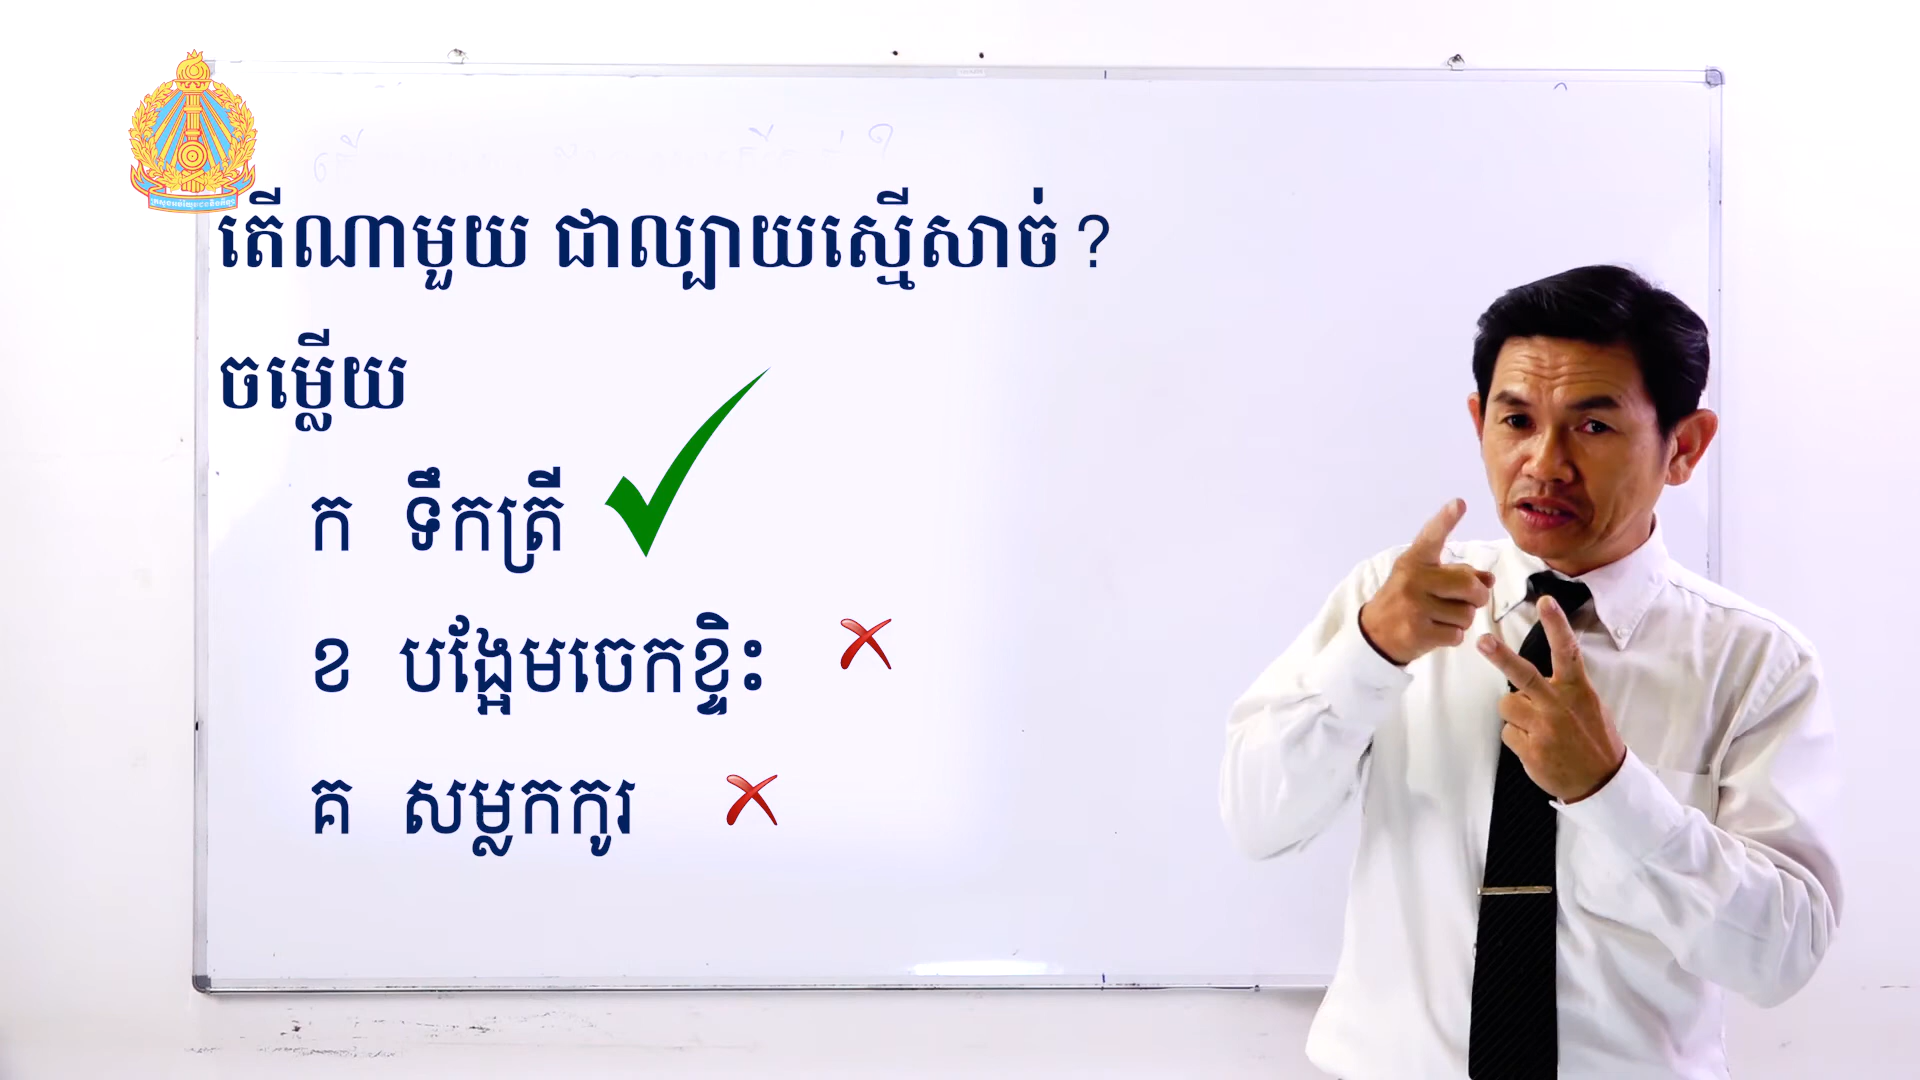 តើណាមួយ ជាល្បាយស្មើសាច់ ?
ចម្លើយ
ក ទឹកត្រី
ខ បង្អែមចេកខ្ទិះ
គ សម្លកកូរ